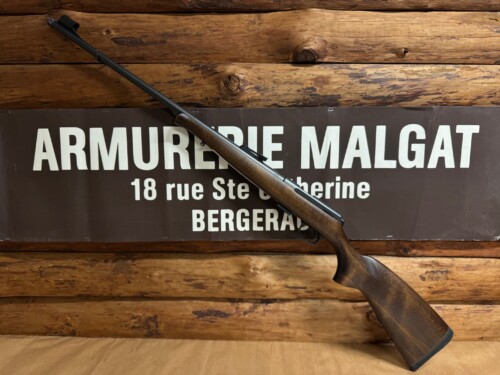 ARMURERIE MALGAT
18 rue Ste Catherine
BERGERAC